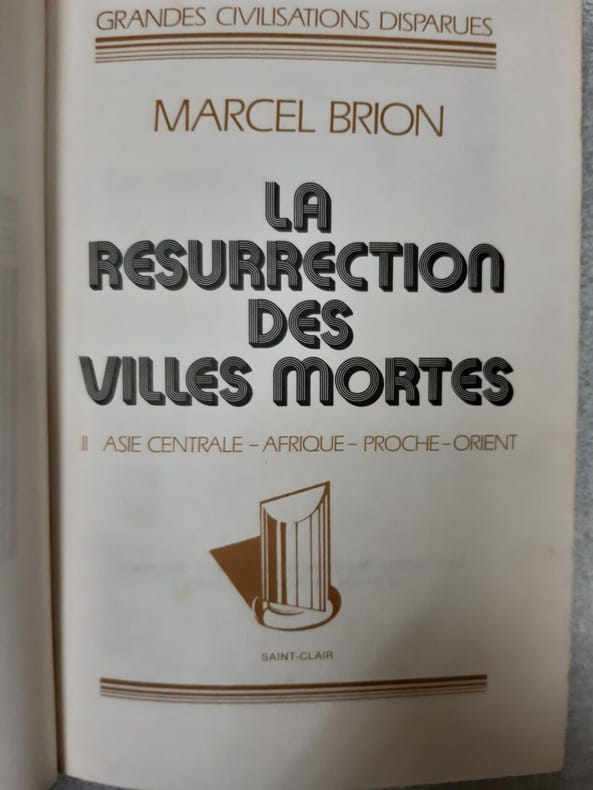 GRANDES CIVILISATIONS DISPARUES
MARCEL BRION
LA
RESURRECTION
DES
VILLES MORTES
II ASIE CENTRALE – AFRIQUE – PROCHE – ORIENT
SAINT-CLAIR